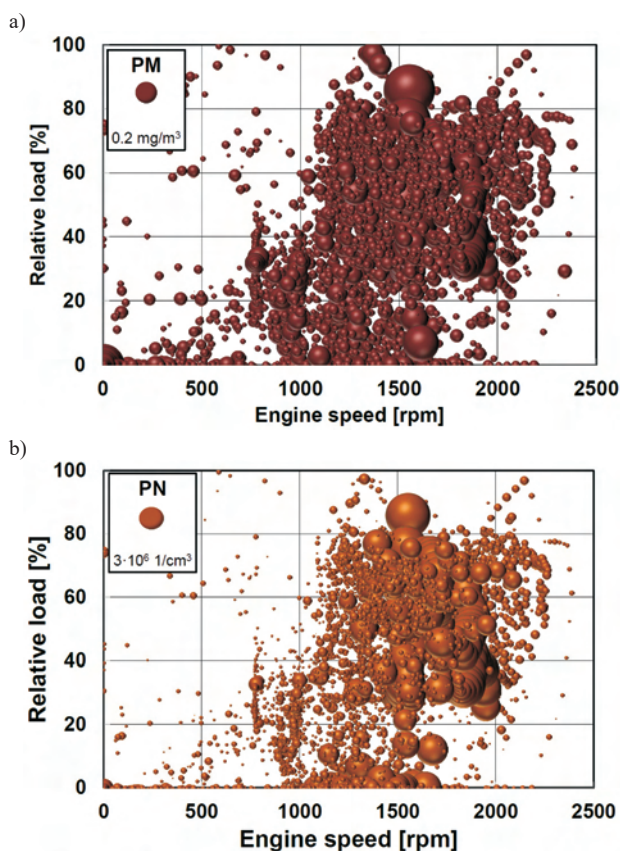 a)
100
PM
80
0.2 mg/m³
60
40
20
0
Relative load [%]
0 500 1000 1500 2000 2500
Engine speed [rpm]
b)
100
PN
80
3·10⁶ 1/cm³
60
40
20
0
Relative load [%]
0 500 1000 1500 2000 2500
Engine speed [rpm]